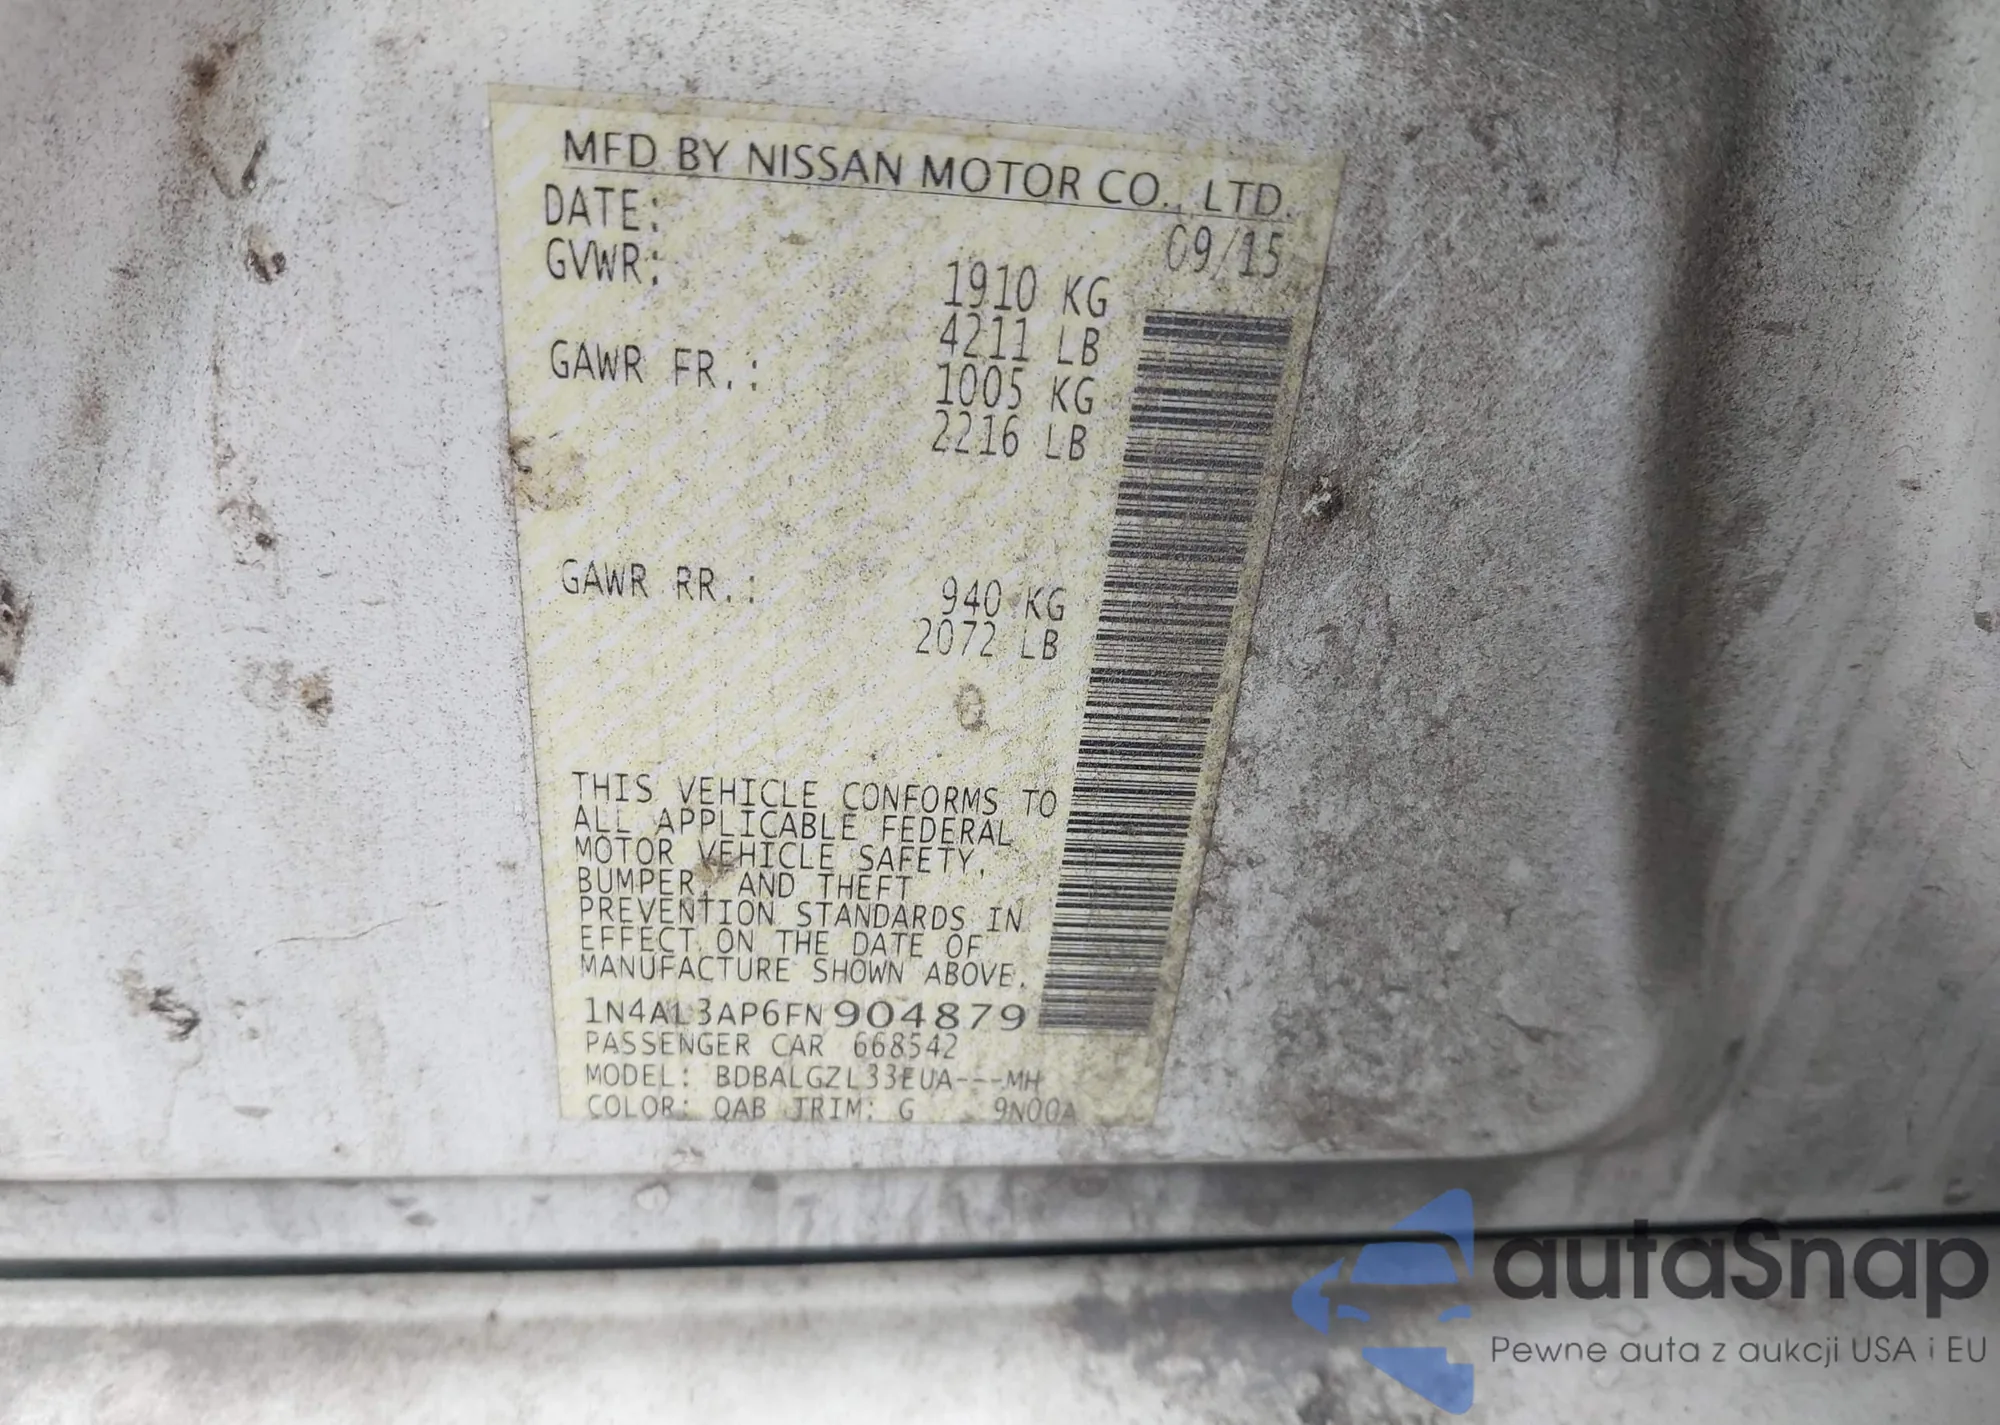 MFD BY NISSAN MOTOR CO., LTD.
DATE: 09/15
GVWR: 1910 KG
4211 LB
GAWR FR.: 1005 KG
2216 LB
GAWR RR.: 940 KG
2072 LB
THIS VEHICLE CONFORMS TO
ALL APPLICABLE FEDERAL
MOTOR VEHICLE SAFETY,
BUMPER, AND THEFT
PREVENTION STANDARDS IN
EFFECT ON THE DATE OF
MANUFACTURE SHOWN ABOVE.
1N4AL3AP6FN904879
PASSENGER CAR 668542
MODEL: BDBALGZL33EUA---MH
COLOR: QAB TRIM: G 9N00A
autaSnap
Pewne auta z aukcji USA i EU